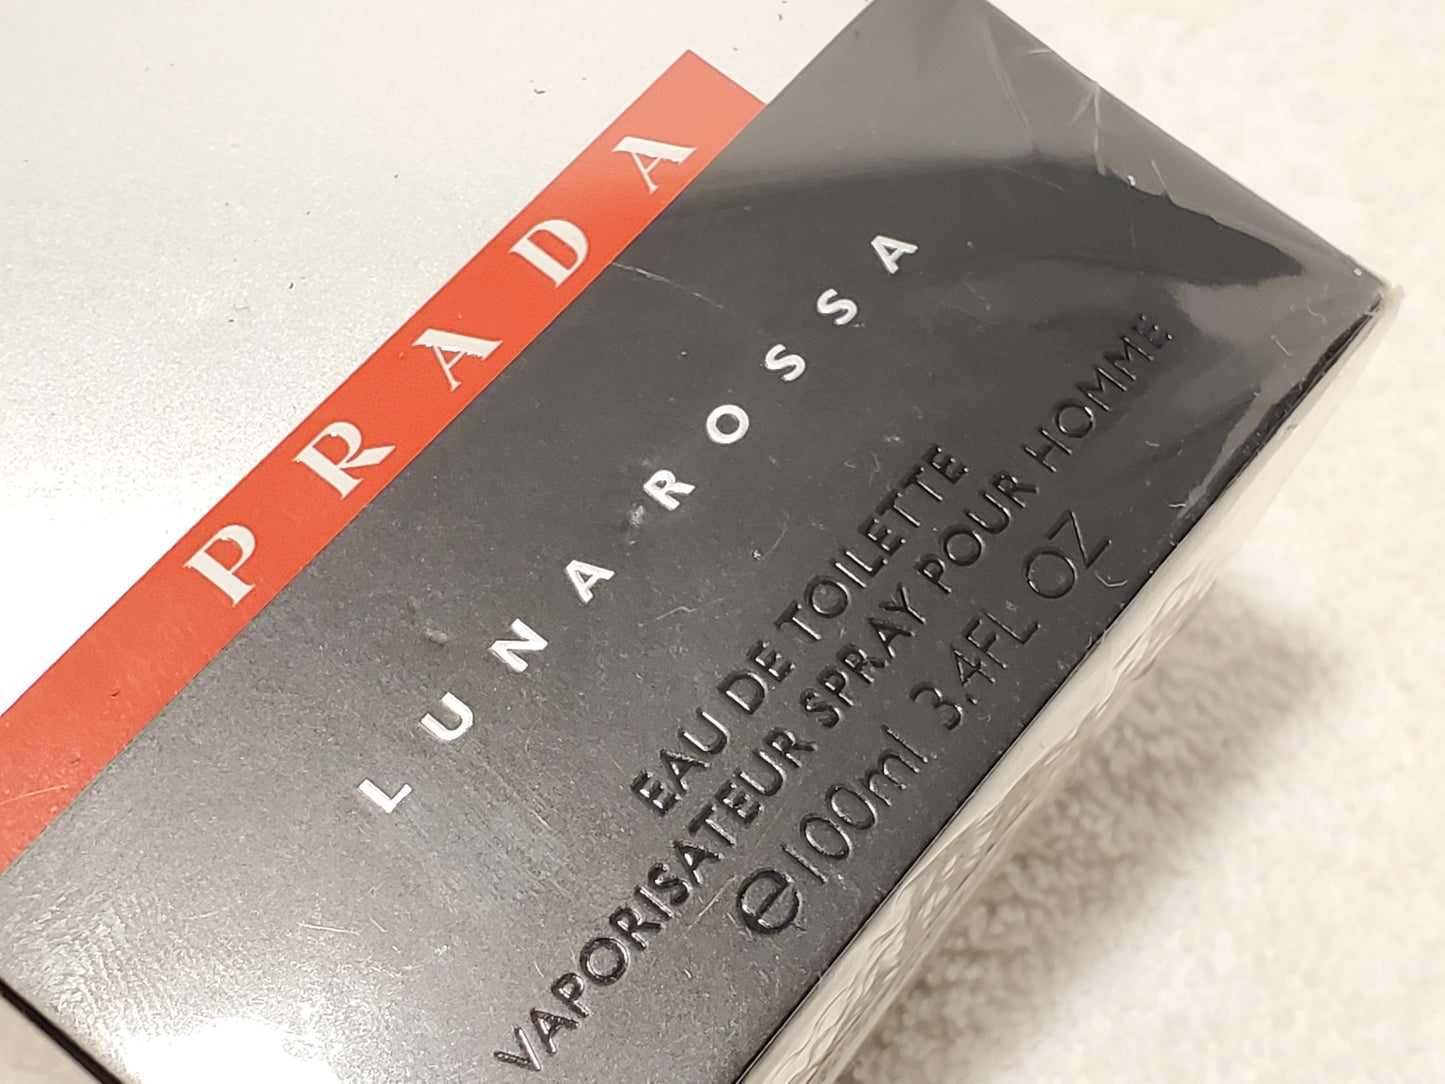 PRADA
LUNA ROSSA
EAU DE TOILETTE
VAPORISATEUR SPRAY POUR HOMME
℮100ml 3.4FL OZ